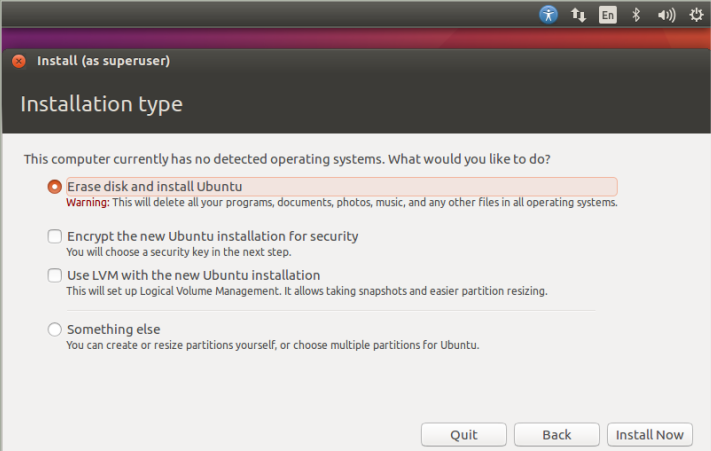 En
Install (as superuser)
Installation type
This computer currently has no detected operating systems. What would you like to do?
Erase disk and install Ubuntu
Warning: This will delete all your programs, documents, photos, music, and any other files in all operating systems.
Encrypt the new Ubuntu installation for security
You will choose a security key in the next step.
Use LVM with the new Ubuntu installation
This will set up Logical Volume Management. It allows taking snapshots and easier partition resizing.
Something else
You can create or resize partitions yourself, or choose multiple partitions for Ubuntu.
Quit Back Install Now